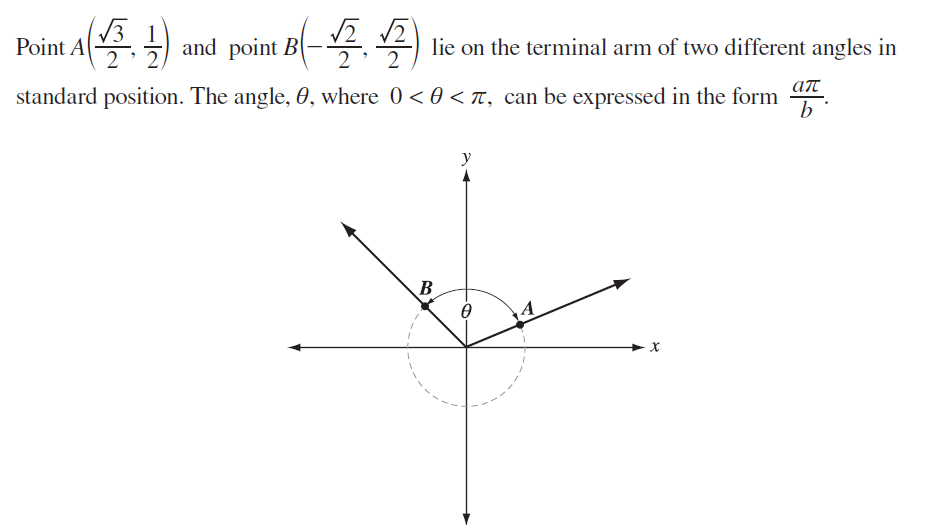 Point A(√3/2, 1/2) and point B(−√2/2, √2/2) lie on the terminal arm of two different angles in
standard position. The angle, θ, where 0 < θ < π, can be expressed in the form aπ/b.
y
B
θ
A
x